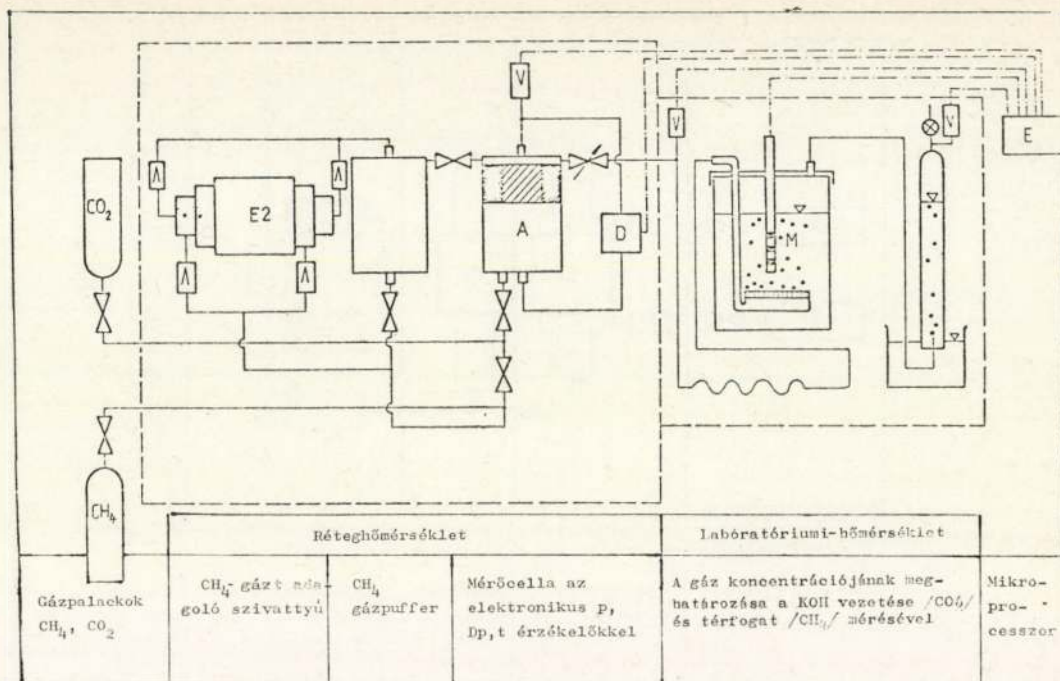 V
V
V
E
Λ
Λ
E2
CO₂
A
D
M
Λ
Λ
CH₄
Réteghőmérséklet
Laboratóriumi-hőmérséklet
Gázpalackok
CH₄, CO₂
CH₄-gázt ada
goló szivattyú
CH₄
gázpuffer
Mérőcella az
elektronikus p,
Dp,t érzékelőkkel
A gáz koncentrációjának meg-
határozása a KOH vezetése /CO₂/
és térfogat /CH₄/ mérésével
Mikro-
pro-
cesszor